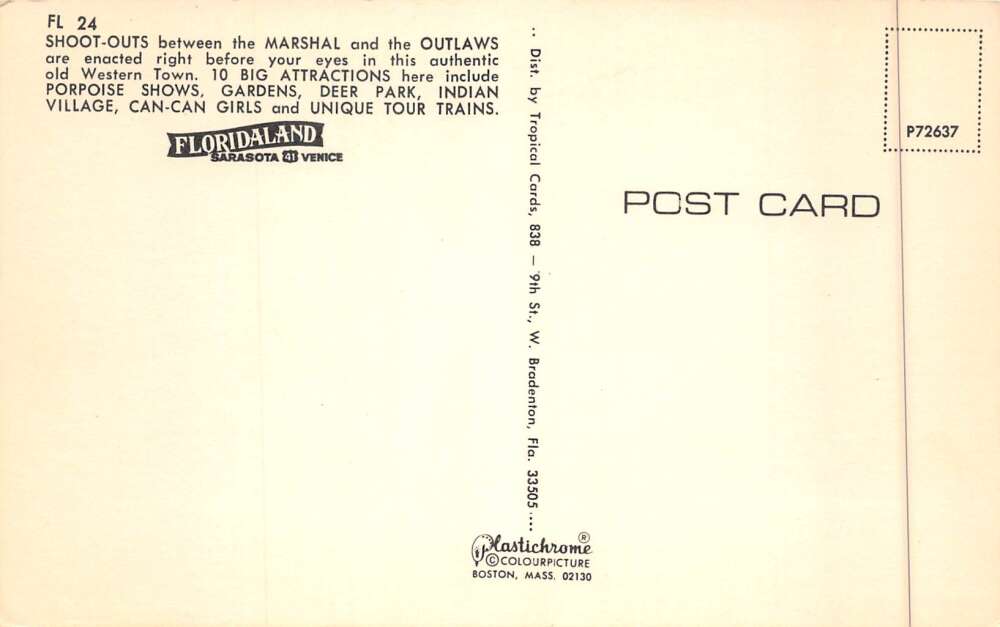 FL 24
SHOOT-OUTS between the MARSHAL and the OUTLAWS
are enacted right before your eyes in this authentic
old Western Town. 10 BIG ATTRACTIONS here include
PORPOISE SHOWS, GARDENS, DEER PARK, INDIAN
VILLAGE, CAN-CAN GIRLS and UNIQUE TOUR TRAINS.
FLORIDALAND
SARASOTA 41 VENICE
.. Dist. by Tropical Cards, 838 — 9th St., W. Bradenton, Fla. 33505 ....
Plastichrome ®
© COLOURPICTURE
BOSTON, MASS. 02130
P72637
POST CARD